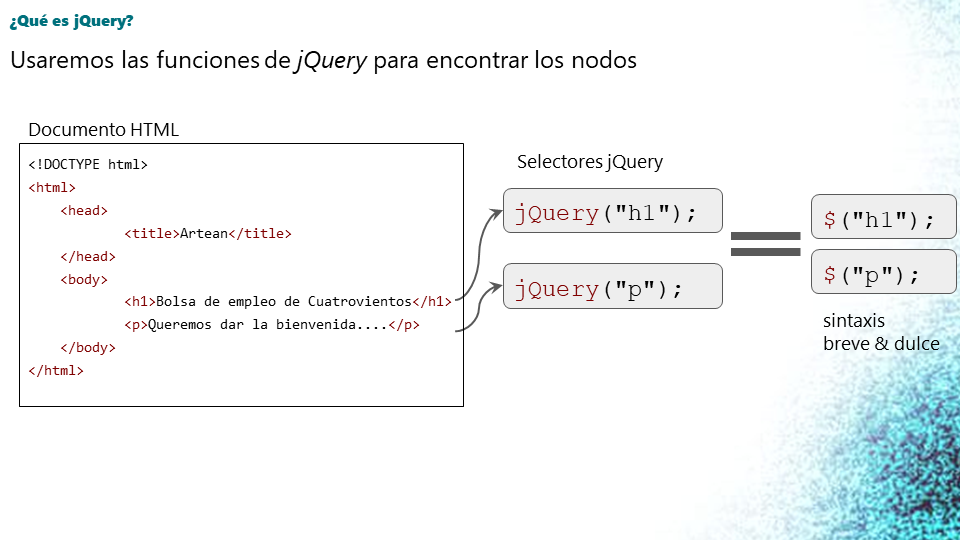 ¿Qué es jQuery?
Usaremos las funciones de jQuery para encontrar los nodos
Documento HTML
<!DOCTYPE html>
<html>
<head>
<title>Artean</title>
</head>
<body>
<h1>Bolsa de empleo de Cuatrovientos</h1>
<p>Queremos dar la bienvenida....</p>
</body>
</html>
Selectores jQuery
jQuery("h1");
jQuery("p");
$("h1");
$("p");
sintaxis
breve & dulce